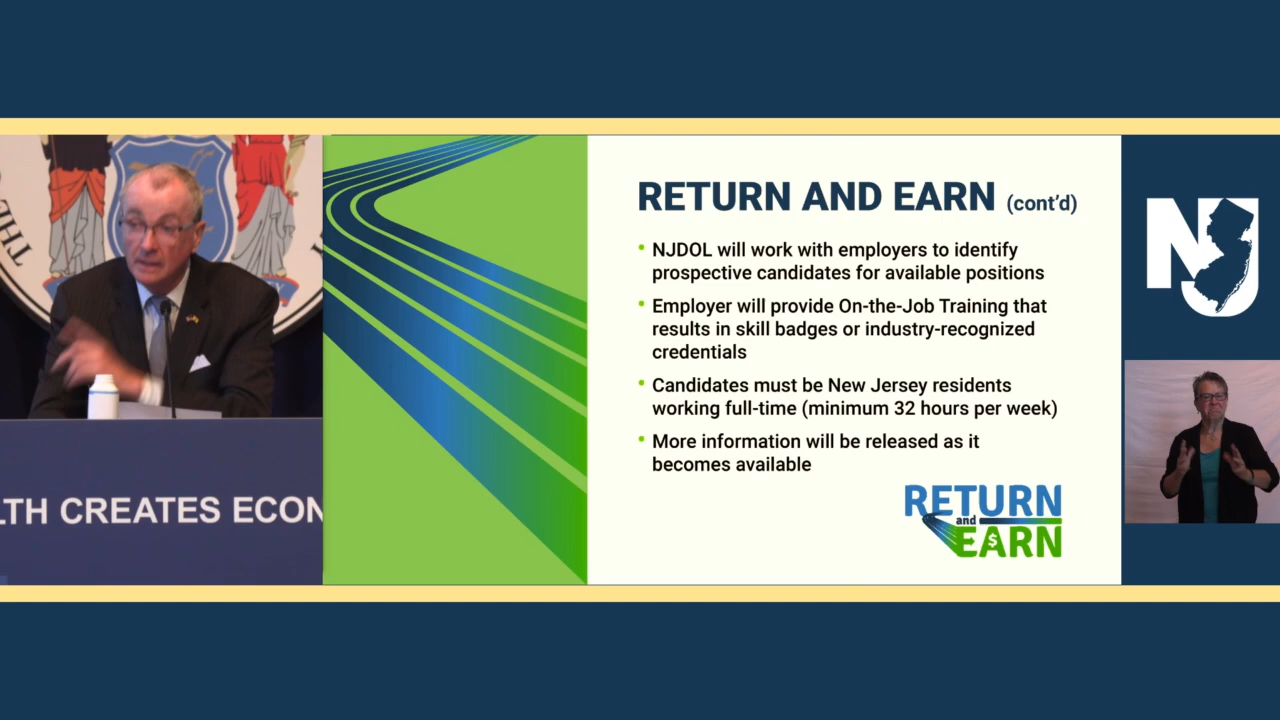 THE
LTH CREATES ECON
RETURN AND EARN (cont'd)
• NJDOL will work with employers to identify
prospective candidates for available positions
• Employer will provide On-the-Job Training that
results in skill badges or industry-recognized
credentials
• Candidates must be New Jersey residents
working full-time (minimum 32 hours per week)
• More information will be released as it
becomes available
RETURN
and
EARN
NJ